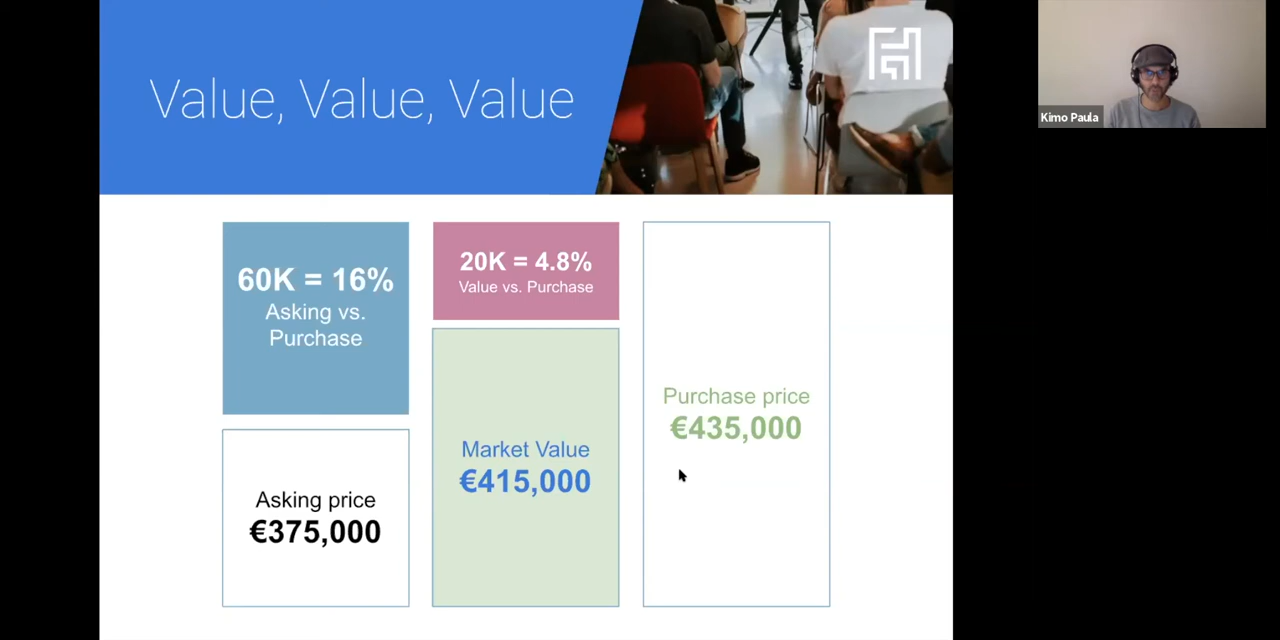 Value, Value, Value
Kimo Paula
60K = 16%
Asking vs.
Purchase
20K = 4.8%
Value vs. Purchase
Purchase price
€435,000
Market Value
€415,000
Asking price
€375,000